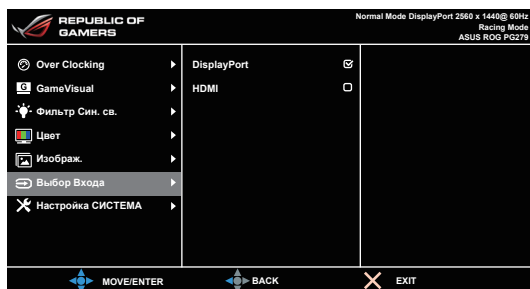 REPUBLIC OF
GAMERS
Normal Mode DisplayPort 2560 x 1440@ 60Hz
Racing Mode
ASUS ROG PG279
Over Clocking
DisplayPort
G GameVisual
HDMI
Фильтр Син. св.
Цвет
Изображ.
Выбор Входа
Настройка СИСТЕМА
MOVE/ENTER
BACK
EXIT